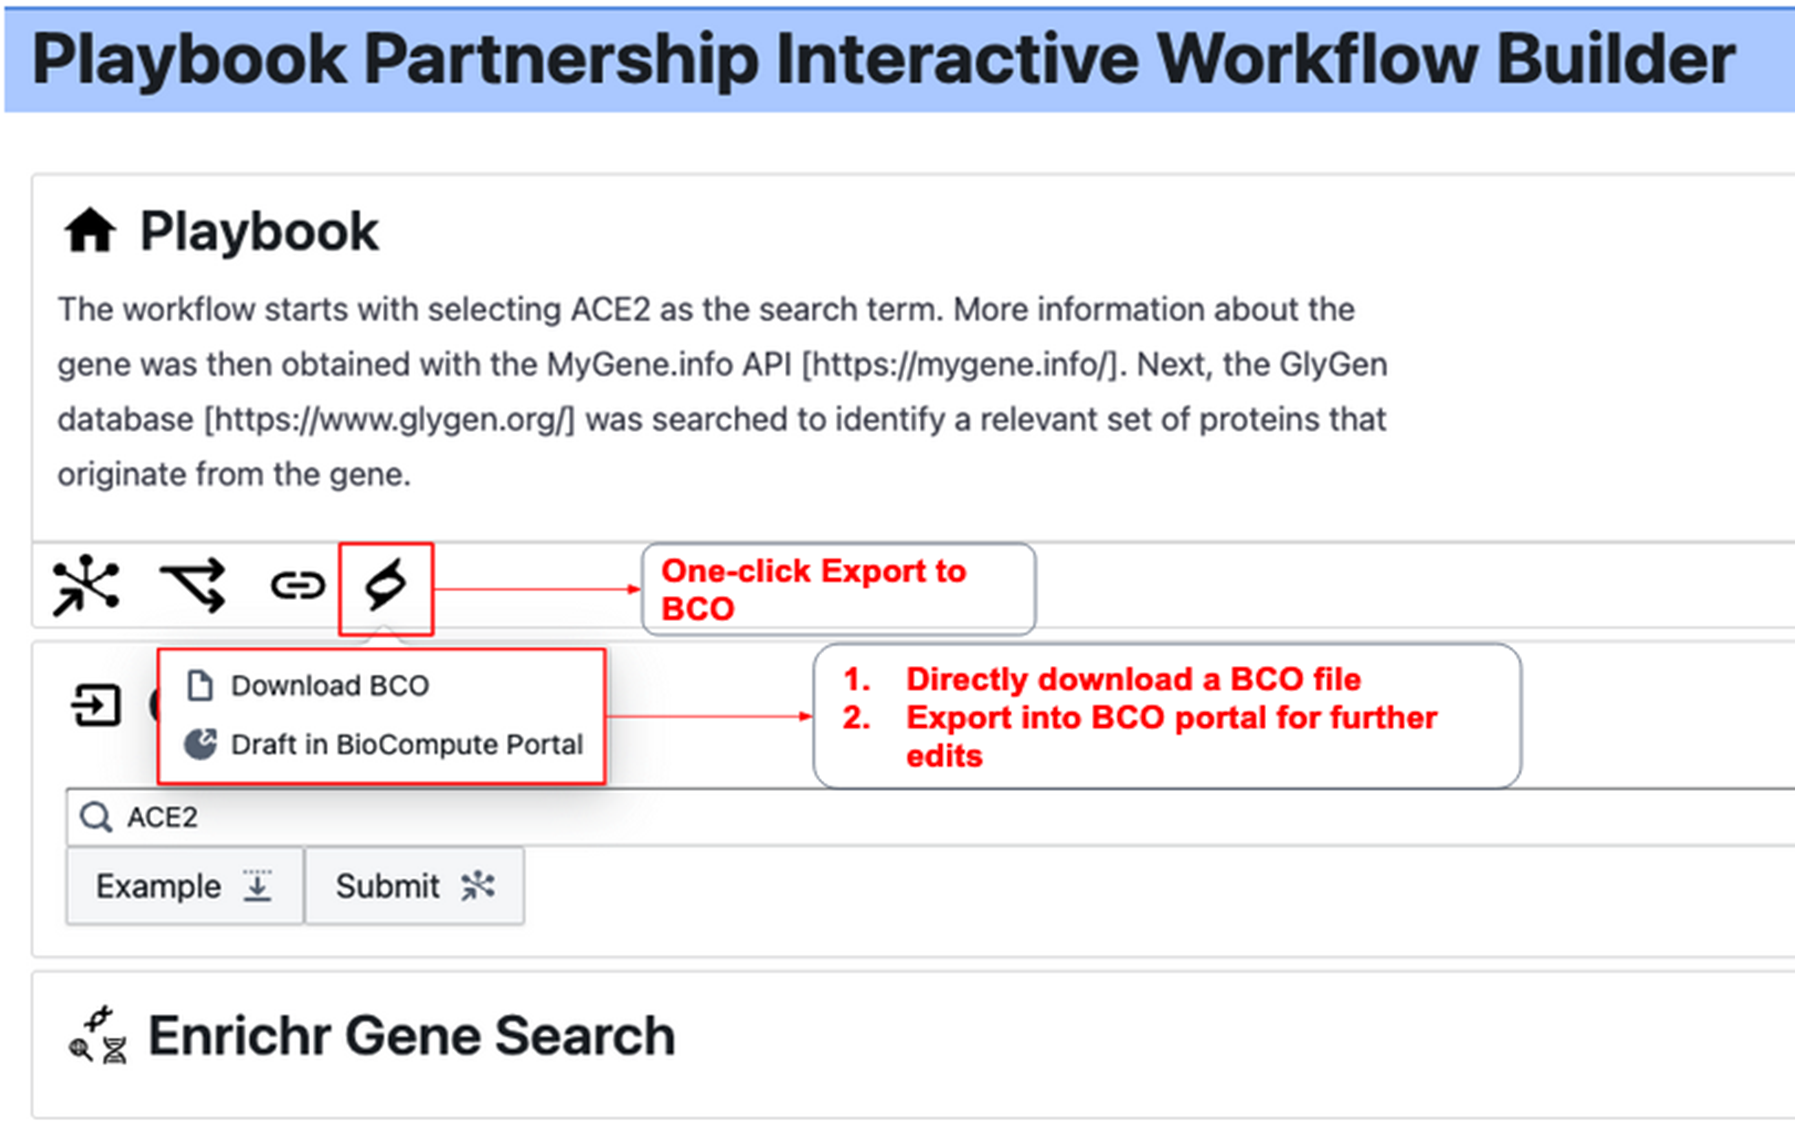 Playbook Partnership Interactive Workflow Builder
Playbook
The workflow starts with selecting ACE2 as the search term. More information about the
gene was then obtained with the MyGene.info API [https://mygene.info/]. Next, the GlyGen
database [https://www.glygen.org/] was searched to identify a relevant set of proteins that
originate from the gene.
One-click Export to
BCO
Download BCO
Draft in BioCompute Portal
1. Directly download a BCO file
2. Export into BCO portal for further
edits
ACE2
Example
Submit
Enrichr Gene Search